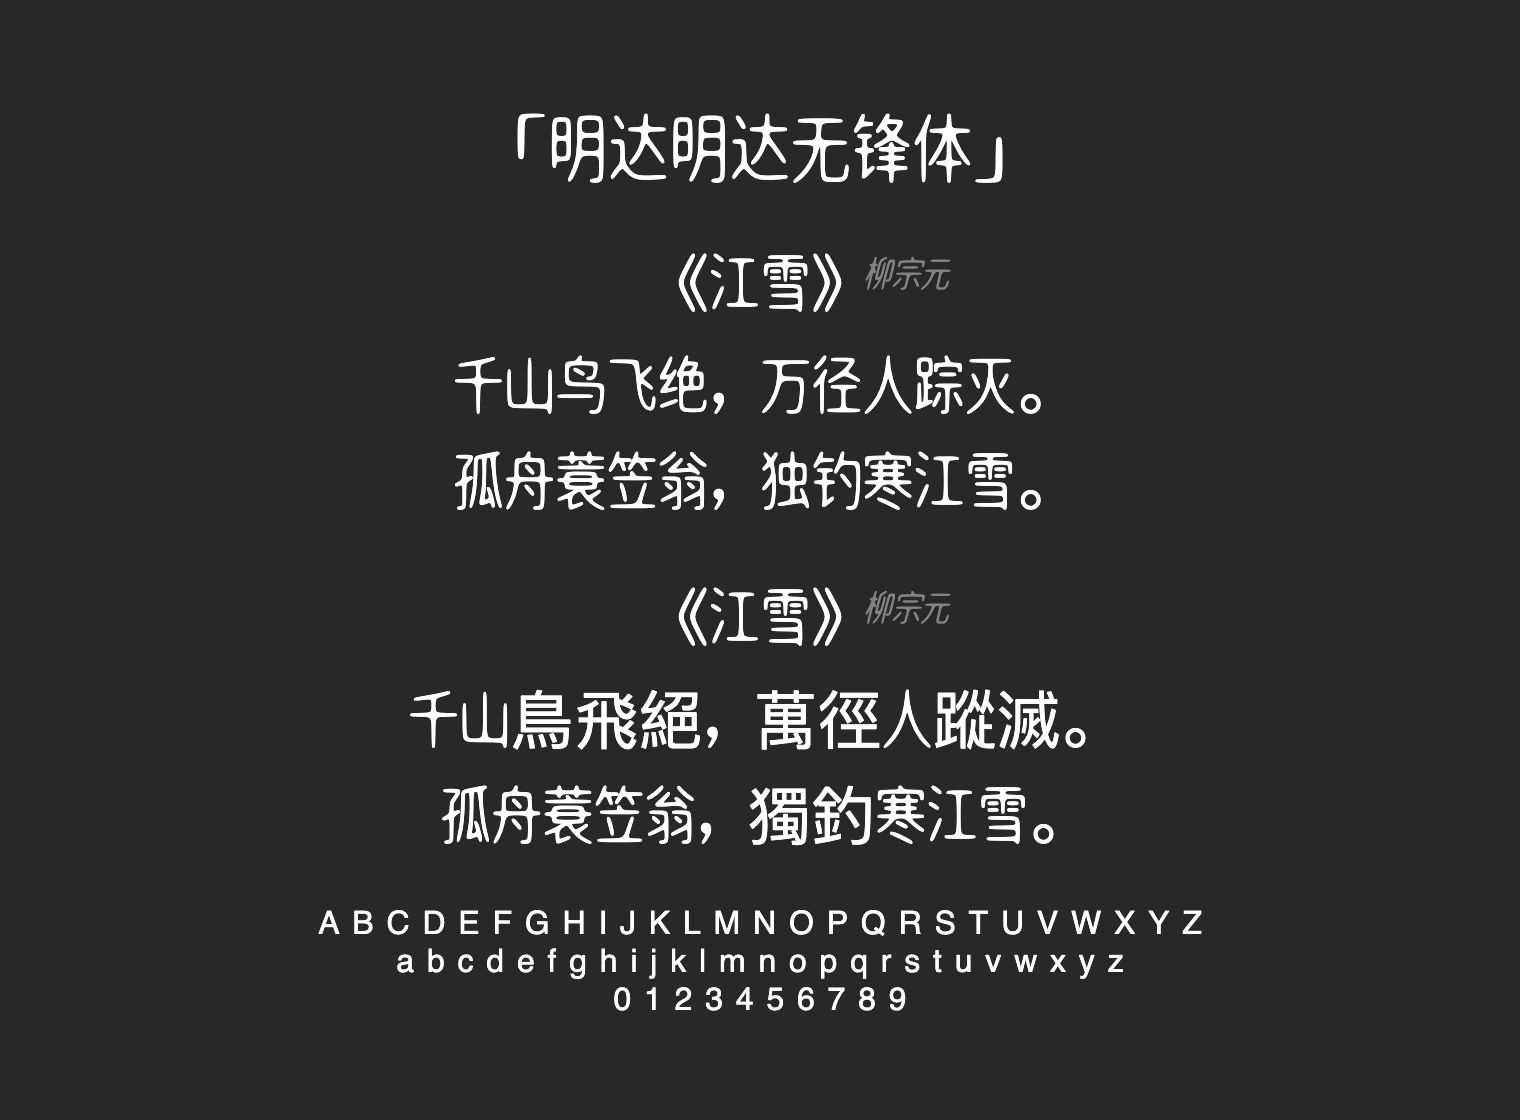 「明达明达无锋体」
《江雪》柳宗元
千山鸟飞绝，万径人踪灭。
孤舟蓑笠翁，独钓寒江雪。
《江雪》柳宗元
千山鳥飛絕，萬徑人蹤滅。
孤舟蓑笠翁，獨釣寒江雪。
A B C D E F G H I J K L M N O P Q R S T U V W X Y Z
a b c d e f g h i j k l m n o p q r s t u v w x y z
0 1 2 3 4 5 6 7 8 9